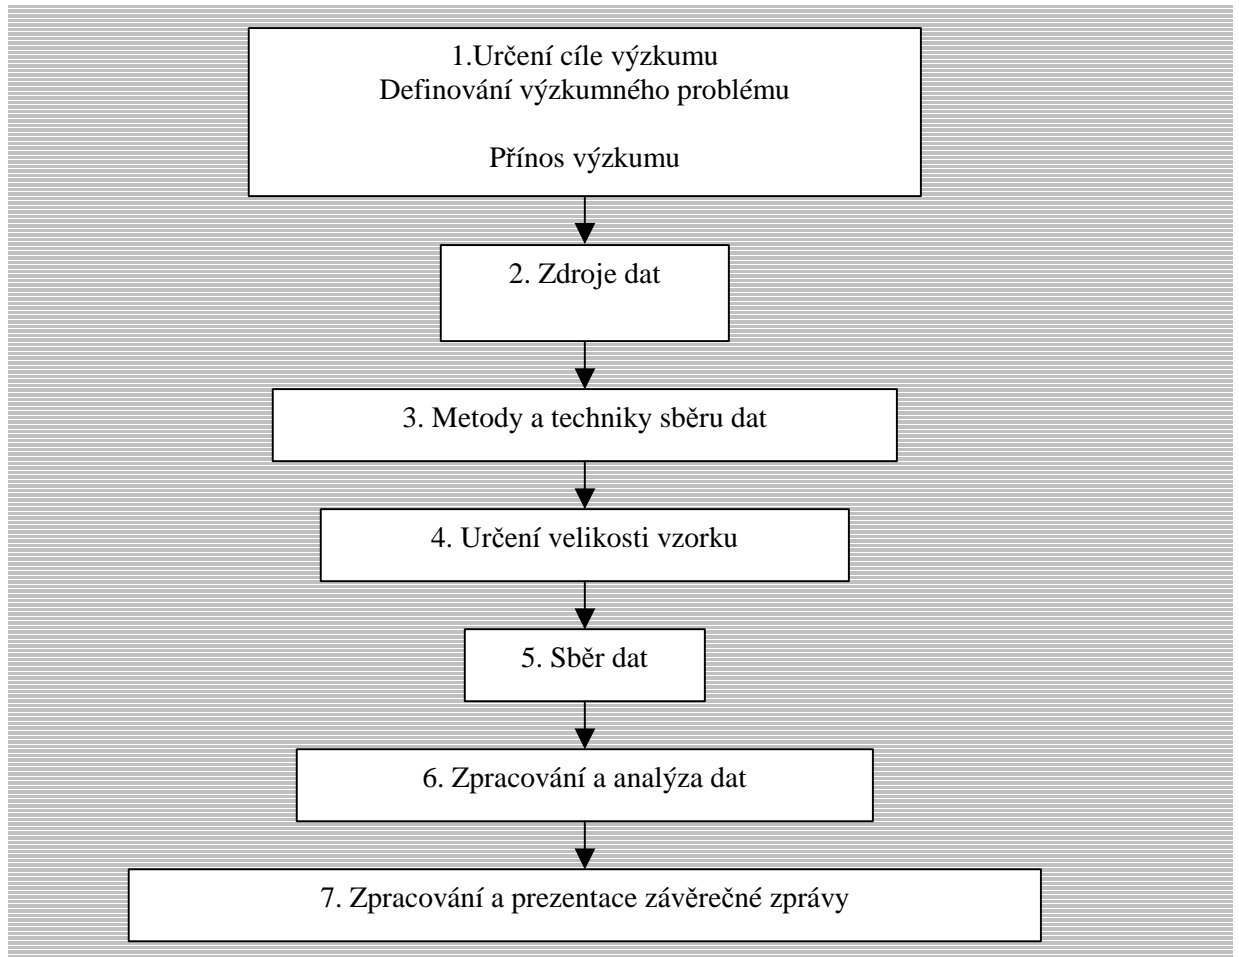 1.Určení cíle výzkumu
Definování výzkumného problému
Přínos výzkumu
2. Zdroje dat
3. Metody a techniky sběru dat
4. Určení velikosti vzorku
5. Sběr dat
6. Zpracování a analýza dat
7. Zpracování a prezentace závěrečné zprávy